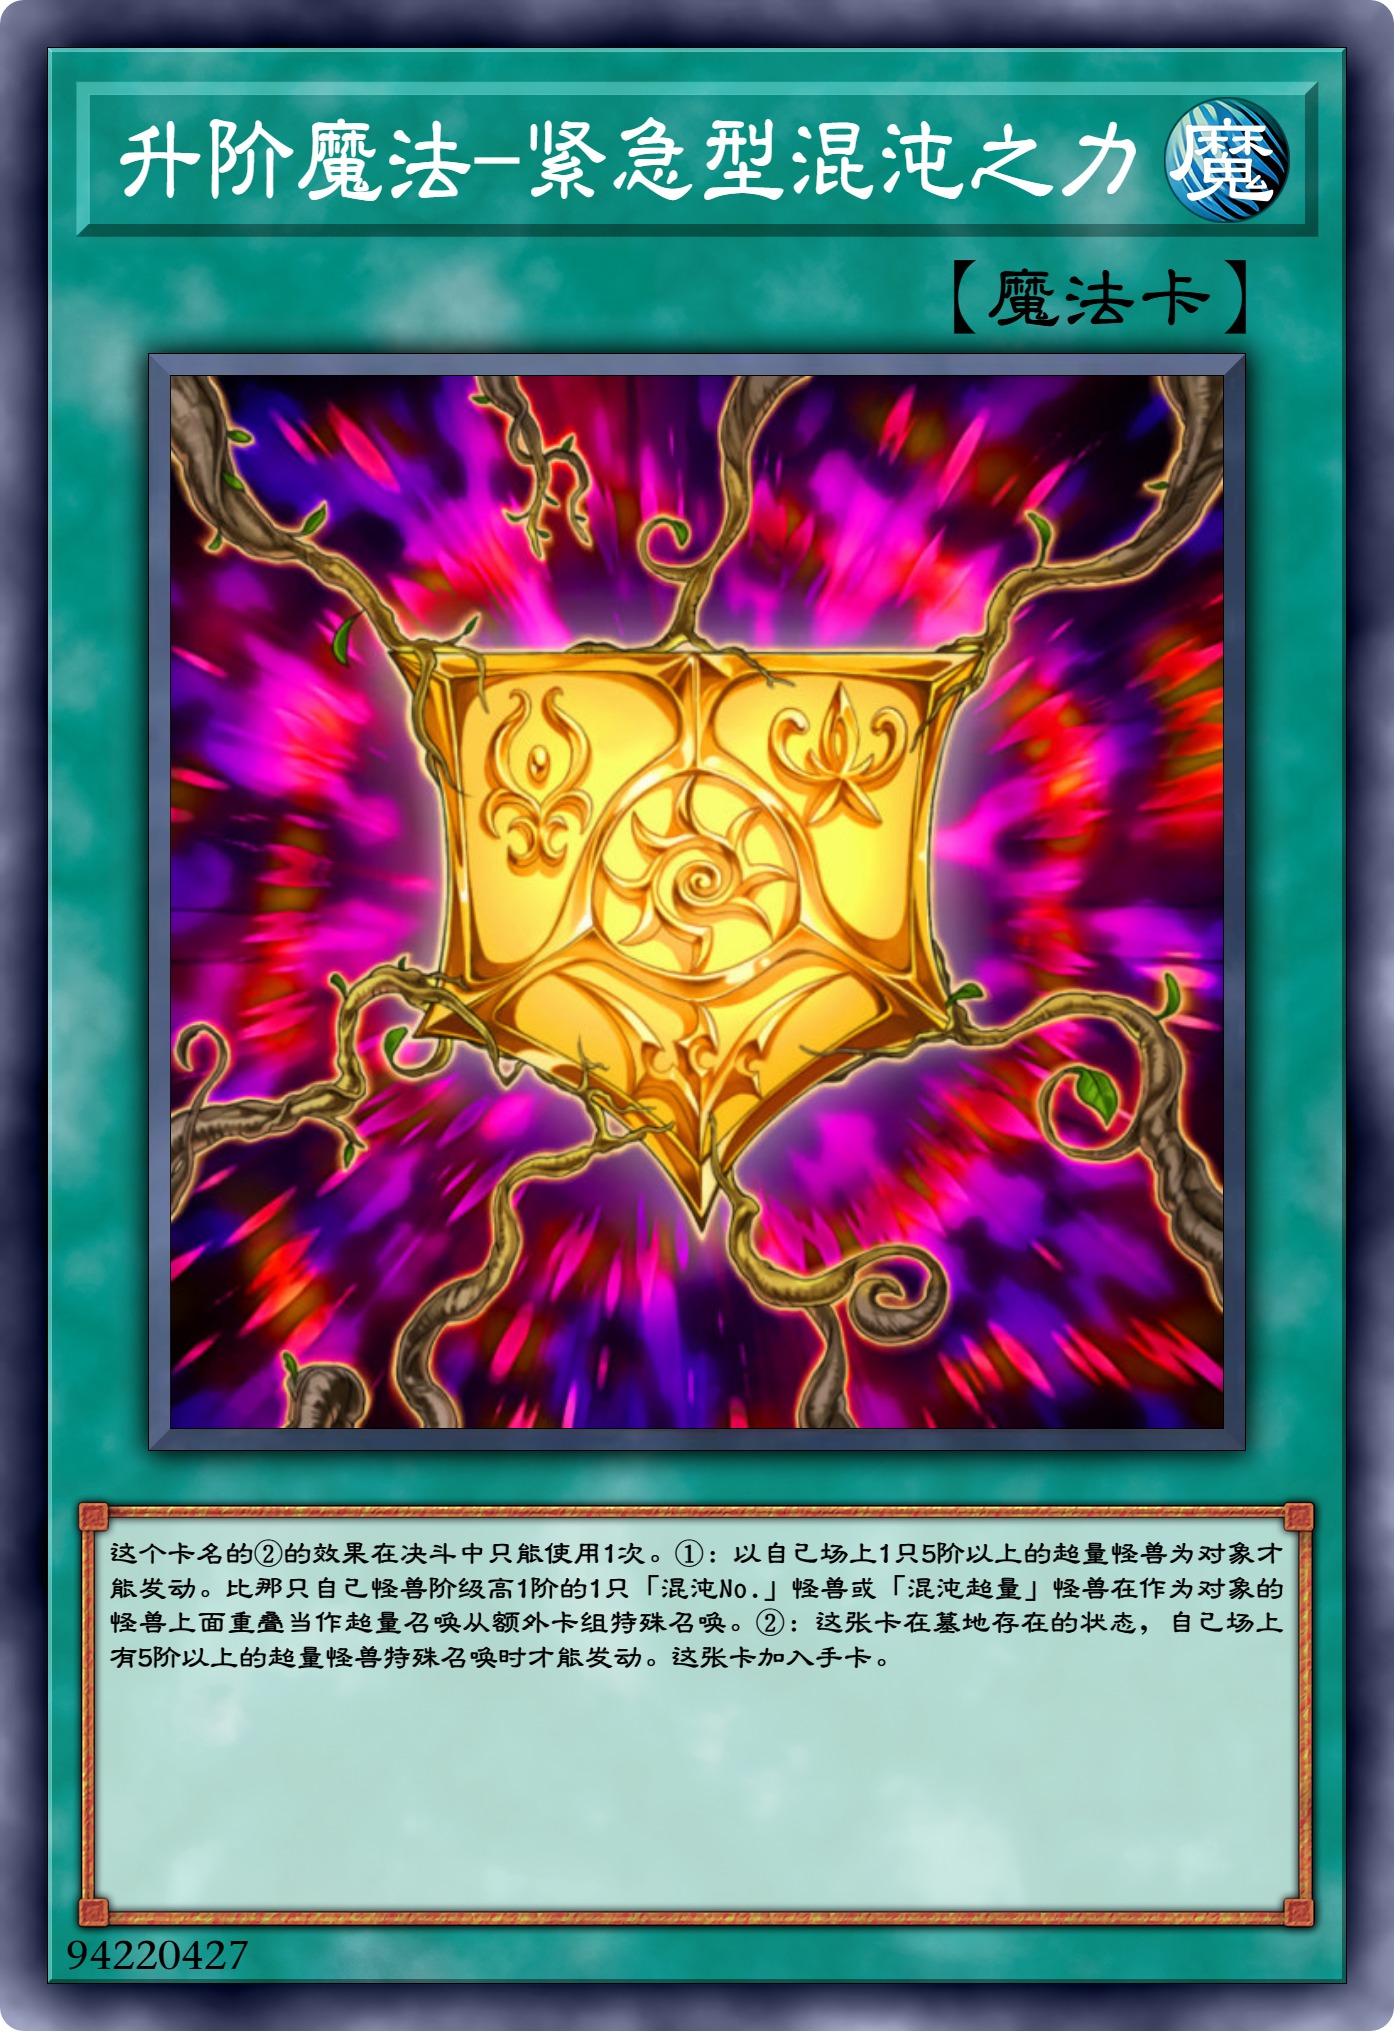 升阶魔法-紧急型混沌之力 魔
【魔法卡】
这个卡名的②的效果在决斗中只能使用1次。①：以自己场上1只5阶以上的超量怪兽为对象才
能发动。比那只自己怪兽阶级高1阶的1只「混沌No.」怪兽或「混沌超量」怪兽在作为对象的
怪兽上面重叠当作超量召唤从额外卡组特殊召唤。②：这张卡在墓地存在的状态，自己场上
有5阶以上的超量怪兽特殊召唤时才能发动。这张卡加入手卡。
94220427